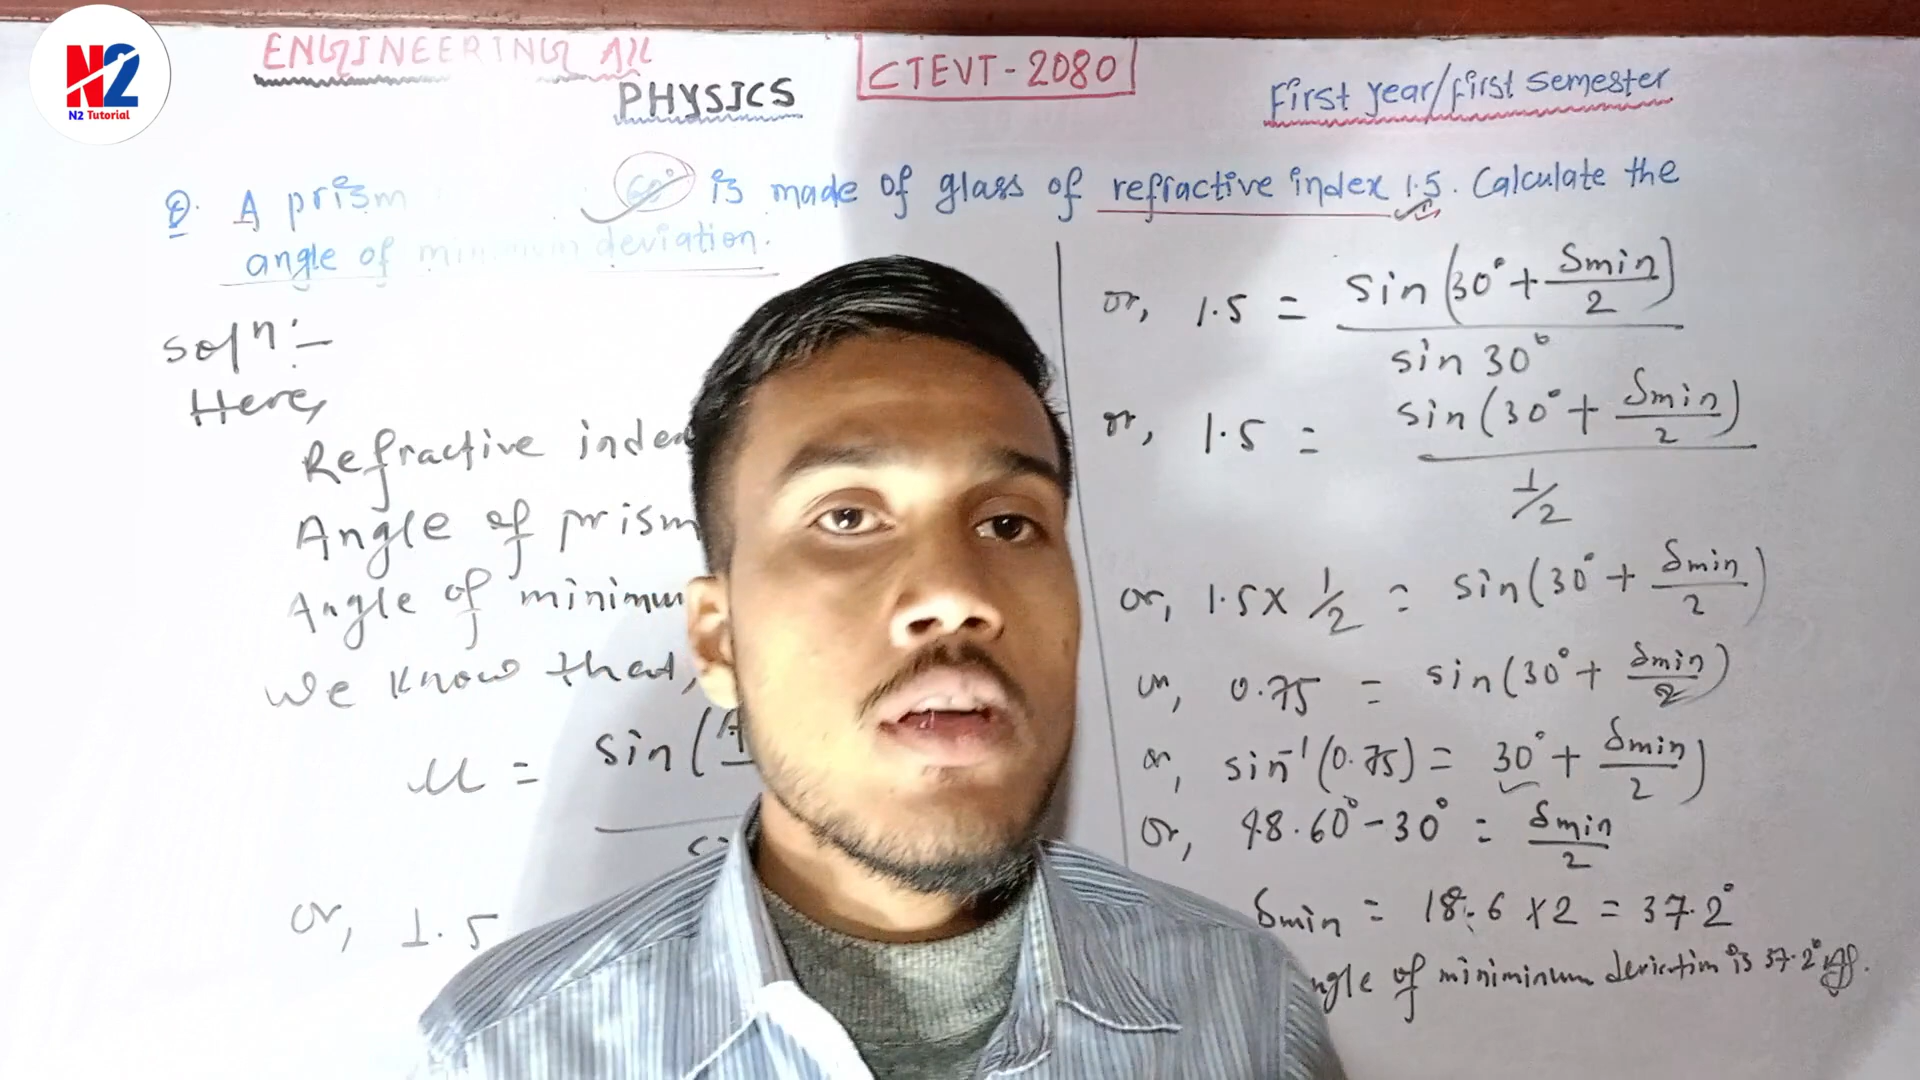 N2
N2 Tutorial
ENGINEERING All
PHYSICS
CTEVT-2080
First year/first semester
Q. A prism 60° is made of glass of refractive index 1.5. Calculate the
angle of minimum deviation.
Soln:-
Here,
Refractive index
Angle of prism
Angle of minimum
We know that,
μ = sin(A
or, 1.5
or, 1.5 = sin(30°+δmin/2)/sin 30°
or, 1.5 = sin(30°+δmin/2)/1/2
or, 1.5x 1/2 = sin(30°+δmin/2)
or, 0.75 = sin(30°+δmin/2)
or, sin⁻¹(0.75) = 30°+δmin/2)
or, 48.60°-30° = δmin/2
δmin = 18.6 x2 = 37.2°
ngle of miniminum deviation is 37.2°